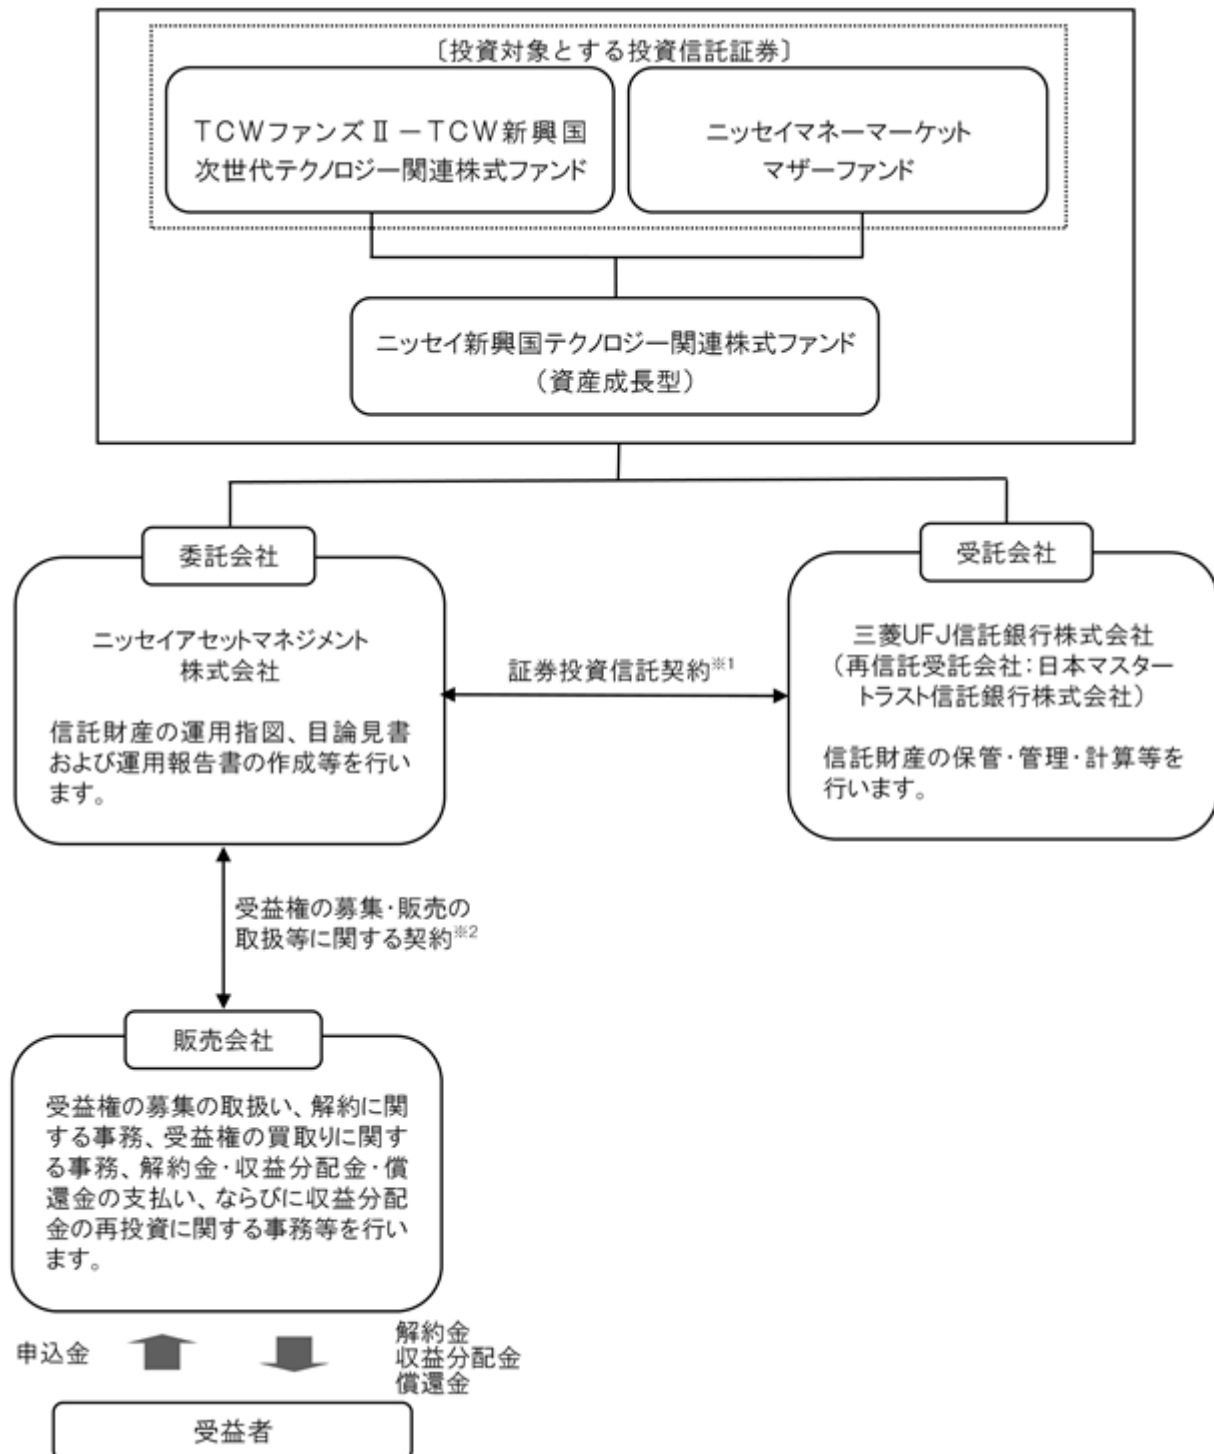 〔投資対象とする投資信託証券〕
TCWファンズⅡ－TCW新興国
次世代テクノロジー関連株式ファンド
ニッセイマネーマーケット
マザーファンド
ニッセイ新興国テクノロジー関連株式ファンド
（資産成長型）
委託会社
ニッセイアセットマネジメント
株式会社
信託財産の運用指図、目論見書
および運用報告書の作成等を行い
ます。
証券投資信託契約※1
受託会社
三菱UFJ信託銀行株式会社
（再信託受託会社：日本マスター
トラスト信託銀行株式会社）
信託財産の保管・管理・計算等を
行います。
受益権の募集・販売の
取扱等に関する契約※2
販売会社
受益権の募集の取扱い、解約に関
する事務、受益権の買取りに関す
る事務、解約金・収益分配金・償
還金の支払い、ならびに収益分配
金の再投資に関する事務等を行い
ます。
申込金
解約金
収益分配金
償還金
受益者